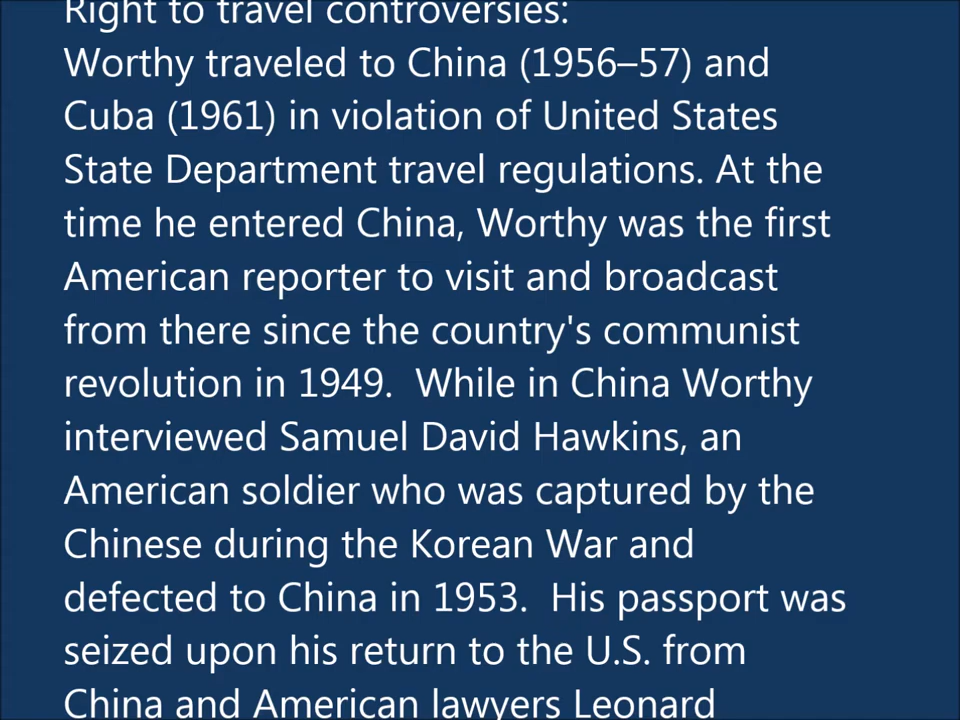 Right to travel controversies:
Worthy traveled to China (1956–57) and
Cuba (1961) in violation of United States
State Department travel regulations. At the
time he entered China, Worthy was the first
American reporter to visit and broadcast
from there since the country's communist
revolution in 1949.  While in China Worthy
interviewed Samuel David Hawkins, an
American soldier who was captured by the
Chinese during the Korean War and
defected to China in 1953.  His passport was
seized upon his return to the U.S. from
China and American lawyers Leonard